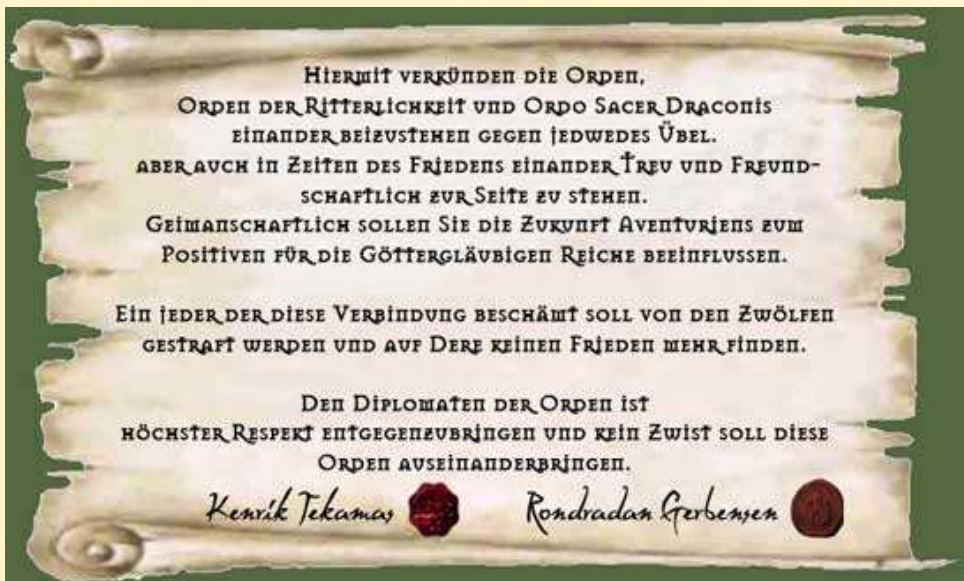 Hiermit verkünden die Orden,
Orden der Ritterlichkeit und Ordo Sacer Draconis
einander beizustehen gegen jedwedes Übel.
aber auch in Zeiten des Friedens einander Treu und Freund-
schaftlich zur Seite zu stehen.
Geimanschaftlich sollen Sie die Zukunft Aventuriens zum
Positiven für die Göttergläubigen Reiche beeinflussen.
Ein jeder der diese Verbindung beschämt soll von den Zwölfen
gestraft werden und auf Dere keinen Frieden mehr finden.
Den Diplomaten der Orden ist
höchster Respekt entgegenzubringen und kein Zwist soll diese
Orden auseinanderbringen.
Kenrik Tekamas Rondradan Gerbensen